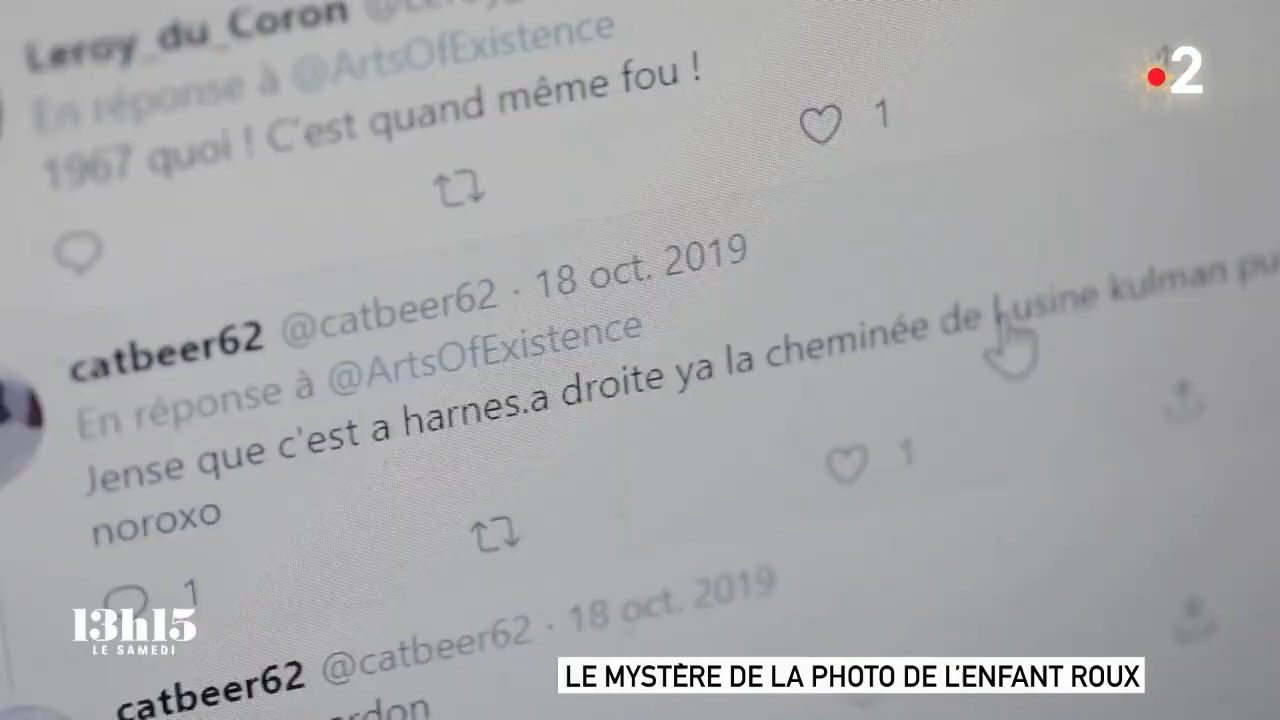 Leroy_du_Coron
En réponse à @ArtsOfExistence
1967 quoi ! C'est quand même fou !
1
2
catbeer62 @catbeer62 · 18 oct. 2019
En réponse à @ArtsOfExistence
Jense que c'est a harnes.a droite ya la cheminée de Lusine kulman
noroxo
1
1
catbeer62 @catbeer62 · 18 oct. 2019
13h15
LE SAMEDI
LE MYSTÈRE DE LA PHOTO DE L'ENFANT ROUX